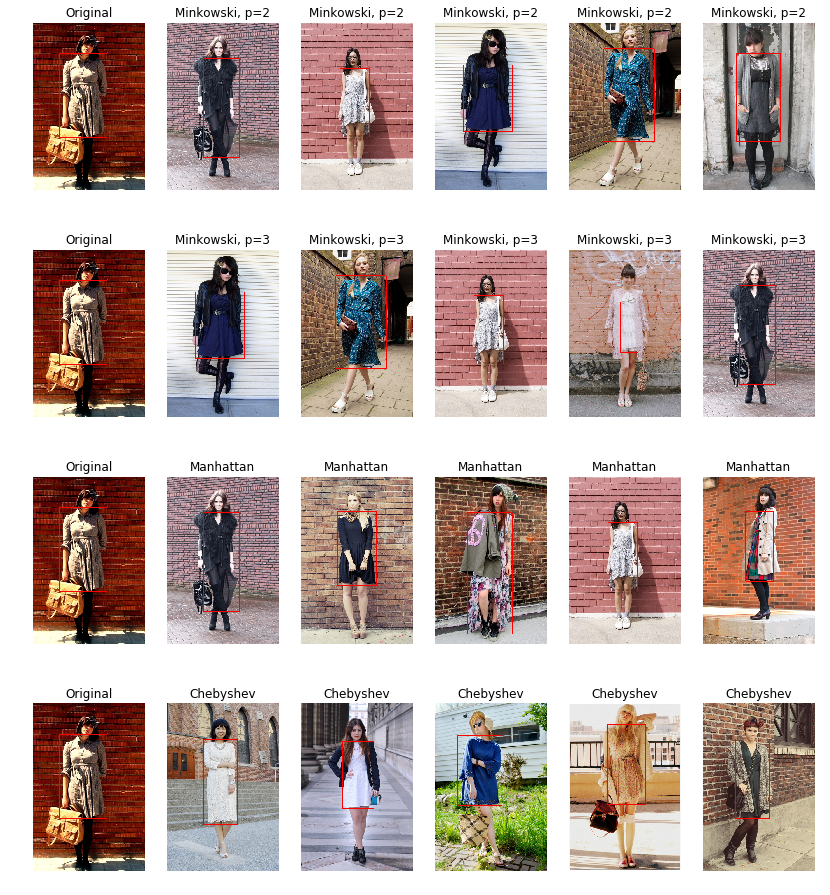 Original Minkowski, p=2 Minkowski, p=2 Minkowski, p=2 Minkowski, p=2 Minkowski, p=2
Original Minkowski, p=3 Minkowski, p=3 Minkowski, p=3 Minkowski, p=3 Minkowski, p=3
Original Manhattan Manhattan Manhattan Manhattan Manhattan
Original Chebyshev Chebyshev Chebyshev Chebyshev Chebyshev